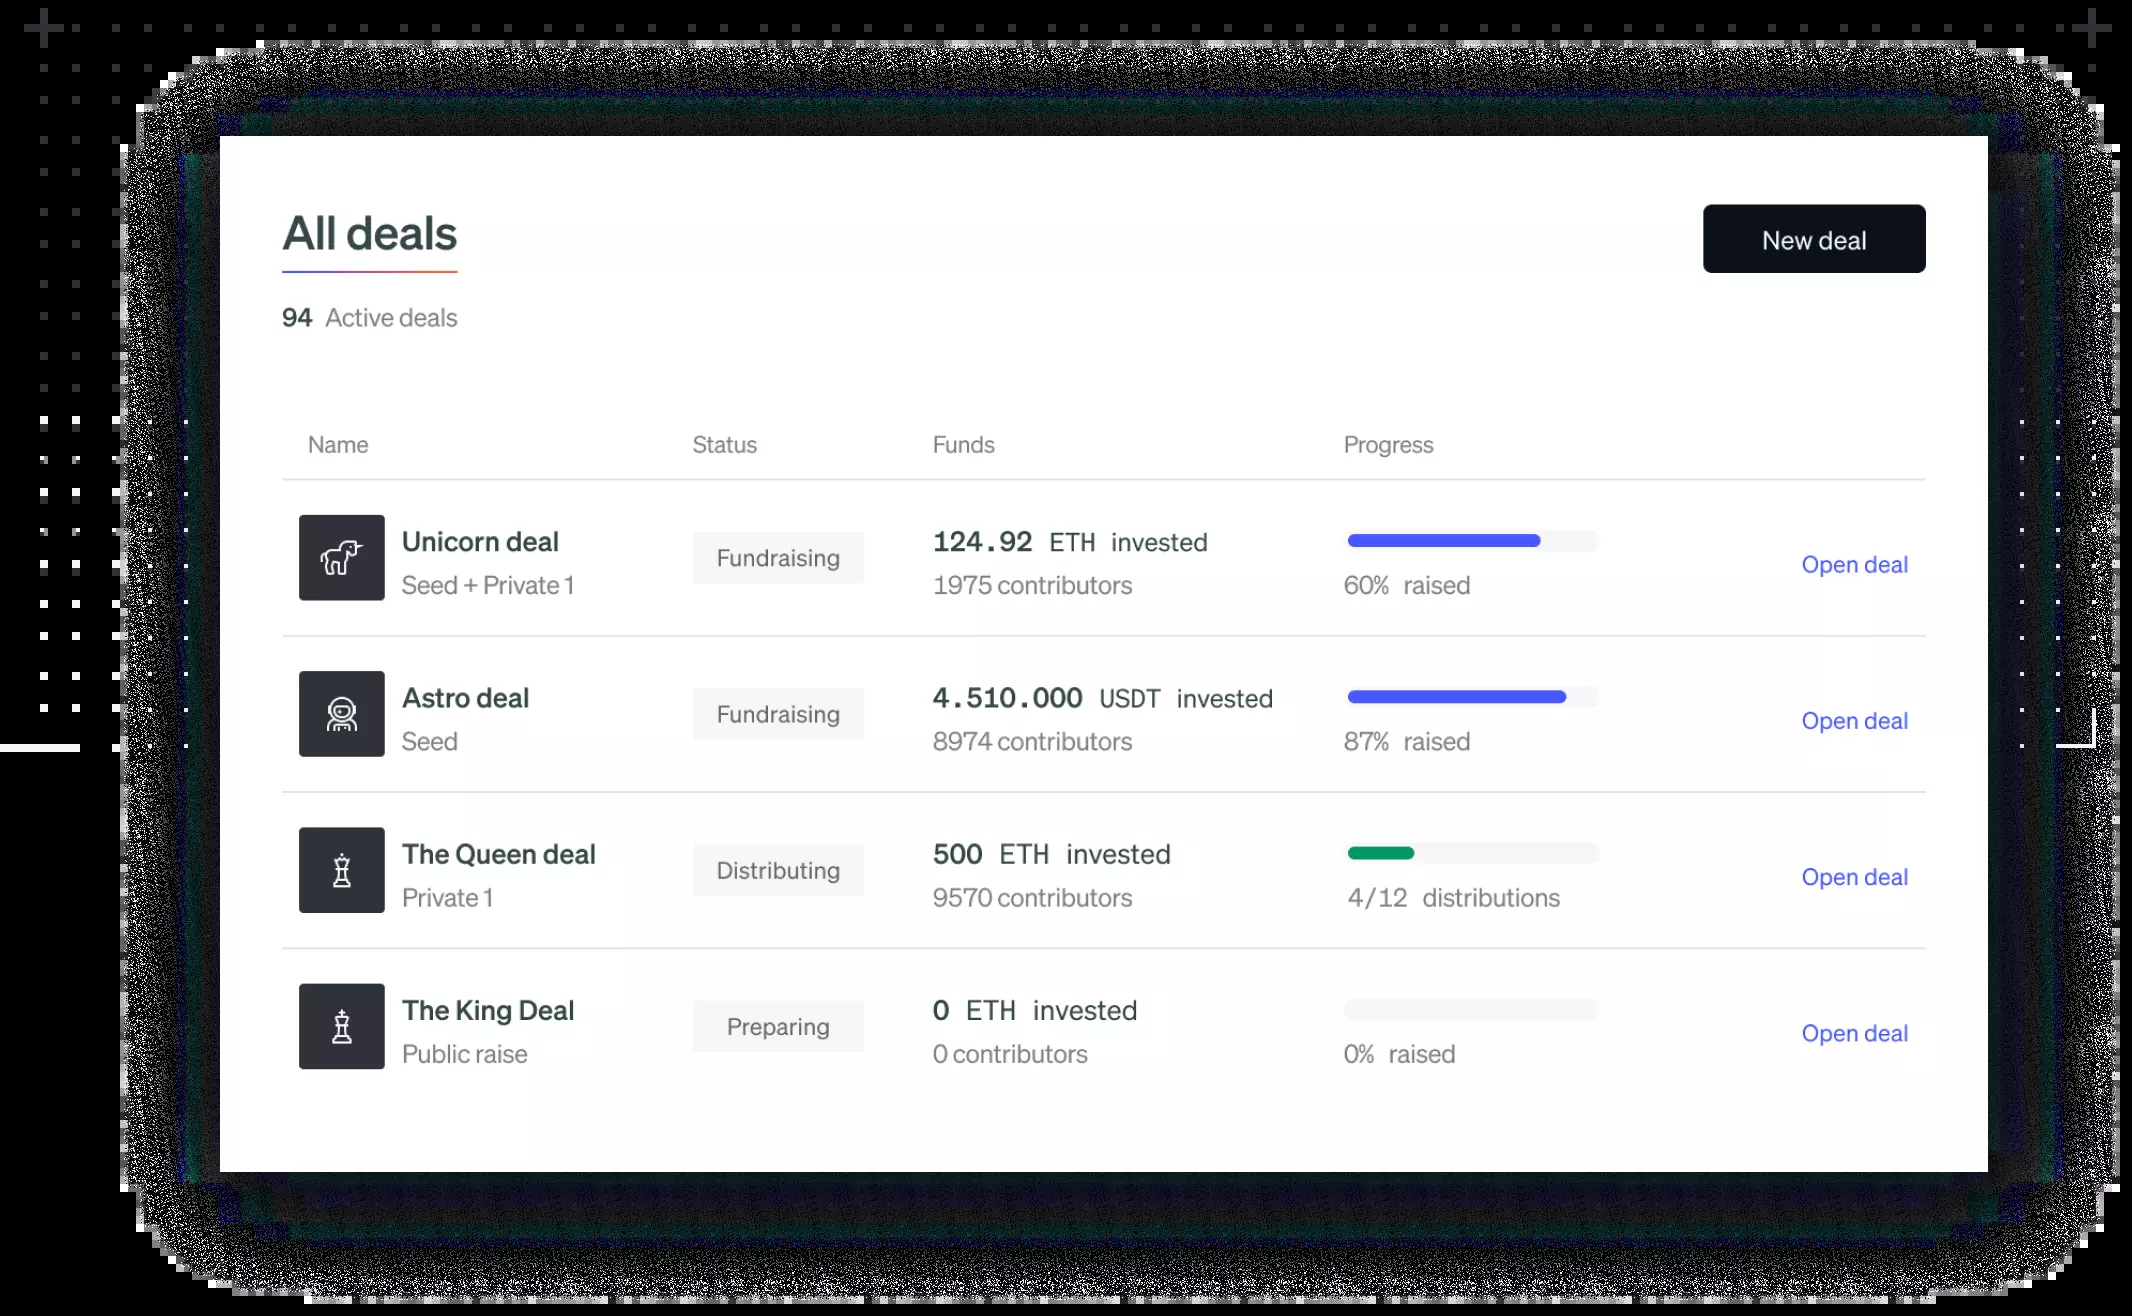 All deals
New deal
94 Active deals
Name Status Funds Progress
Unicorn deal
Seed + Private 1
Fundraising
124.92 ETH invested
1975 contributors
60% raised
Open deal
Astro deal
Seed
Fundraising
4.510.000 USDT invested
8974 contributors
87% raised
Open deal
The Queen deal
Private 1
Distributing
500 ETH invested
9570 contributors
4/12 distributions
Open deal
The King Deal
Public raise
Preparing
0 ETH invested
0 contributors
0% raised
Open deal